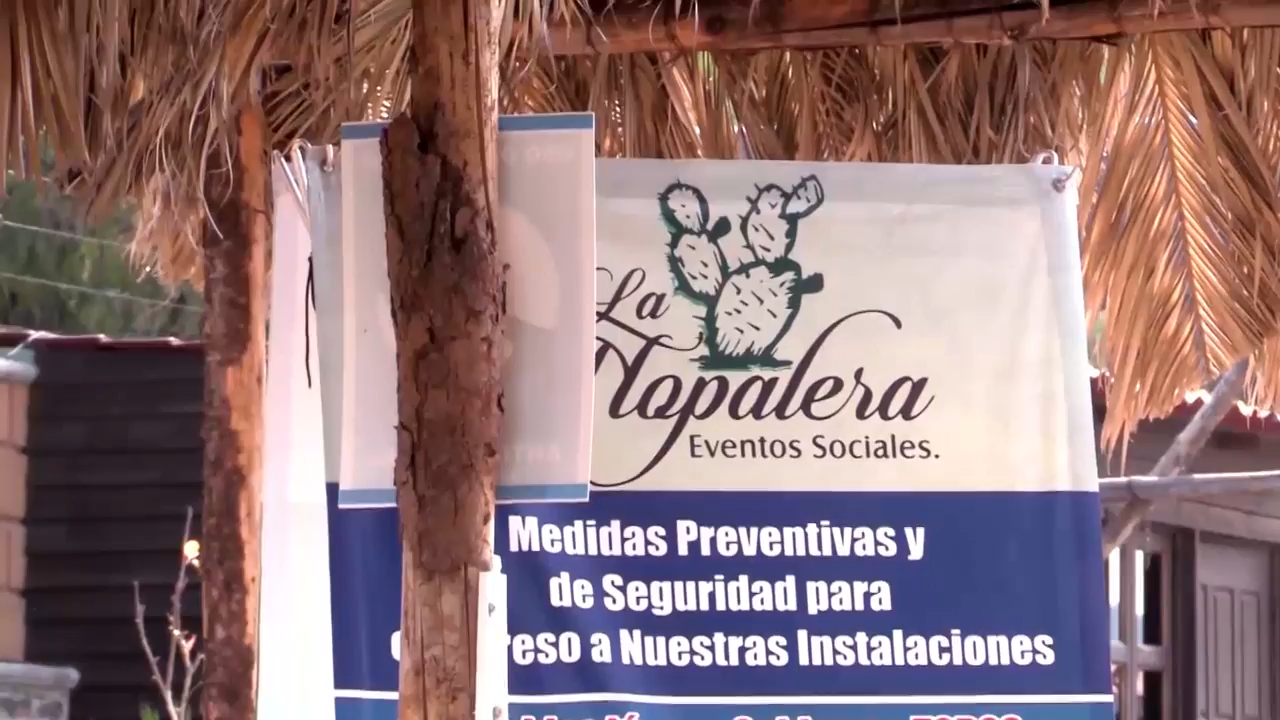 La
Nopalera
Eventos Sociales.
Medidas Preventivas y
de Seguridad para
reso a Nuestras Instalaciones